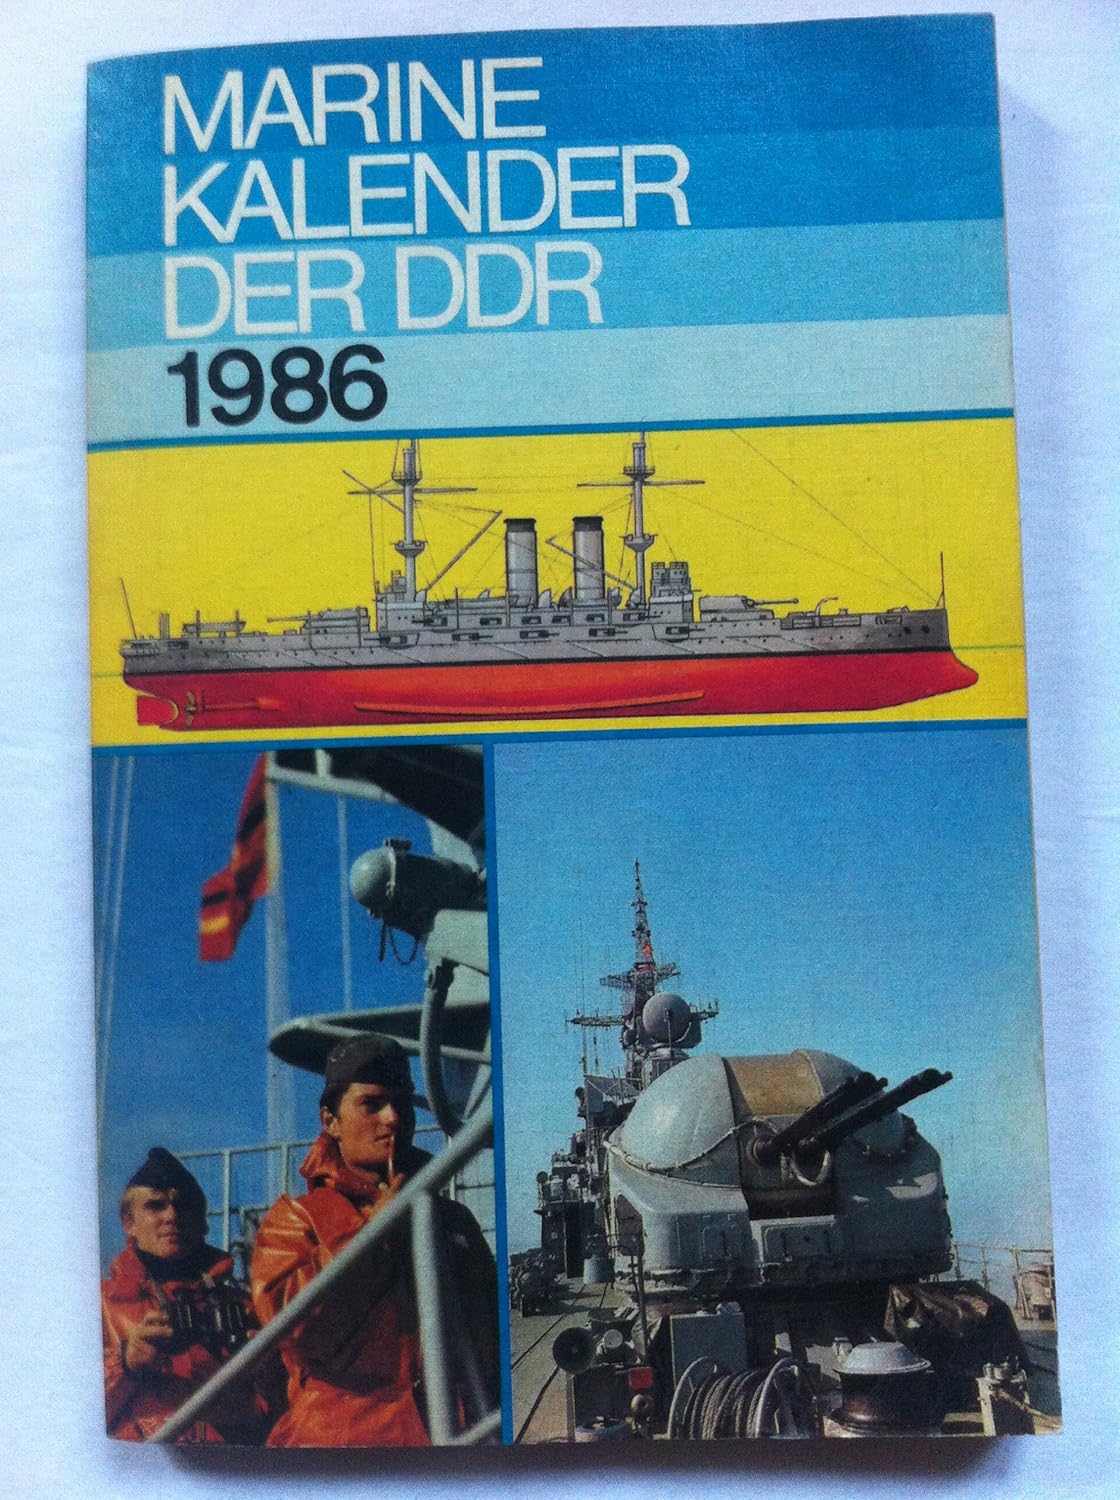 MARINE
KALENDER
DER DDR
1986